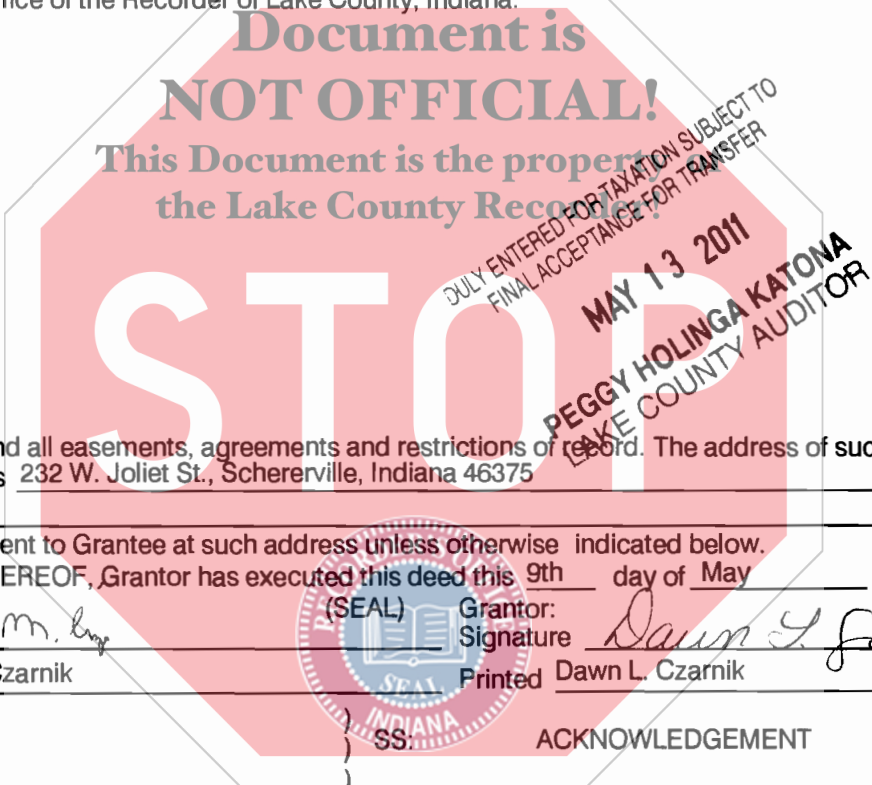 ffice of the Recorder of Lake County, Indiana.
Document is
NOT OFFICIAL!
This Document is the property
the Lake County Recorder!
DULY ENTERED FOR TAXATION SUBJECT TO
FINAL ACCEPTANCE FOR TRANSFER
MAY 13 2011
PEGGY HOLINGA KATONA
LAKE COUNTY AUDITOR
STOP
nd all easements, agreements and restrictions of record. The address of suc
s 232 W. Joliet St., Schererville, Indiana 46375
ent to Grantee at such address unless otherwise indicated below.
EREOF, Grantor has executed this deed this 9th day of May
(SEAL) Grantor:
M.
Signature Dawn L.
zarnik
Printed Dawn L. Czarnik
RECORDER'S OFFICE
SEAL
INDIANA
SS: ACKNOWLEDGEMENT